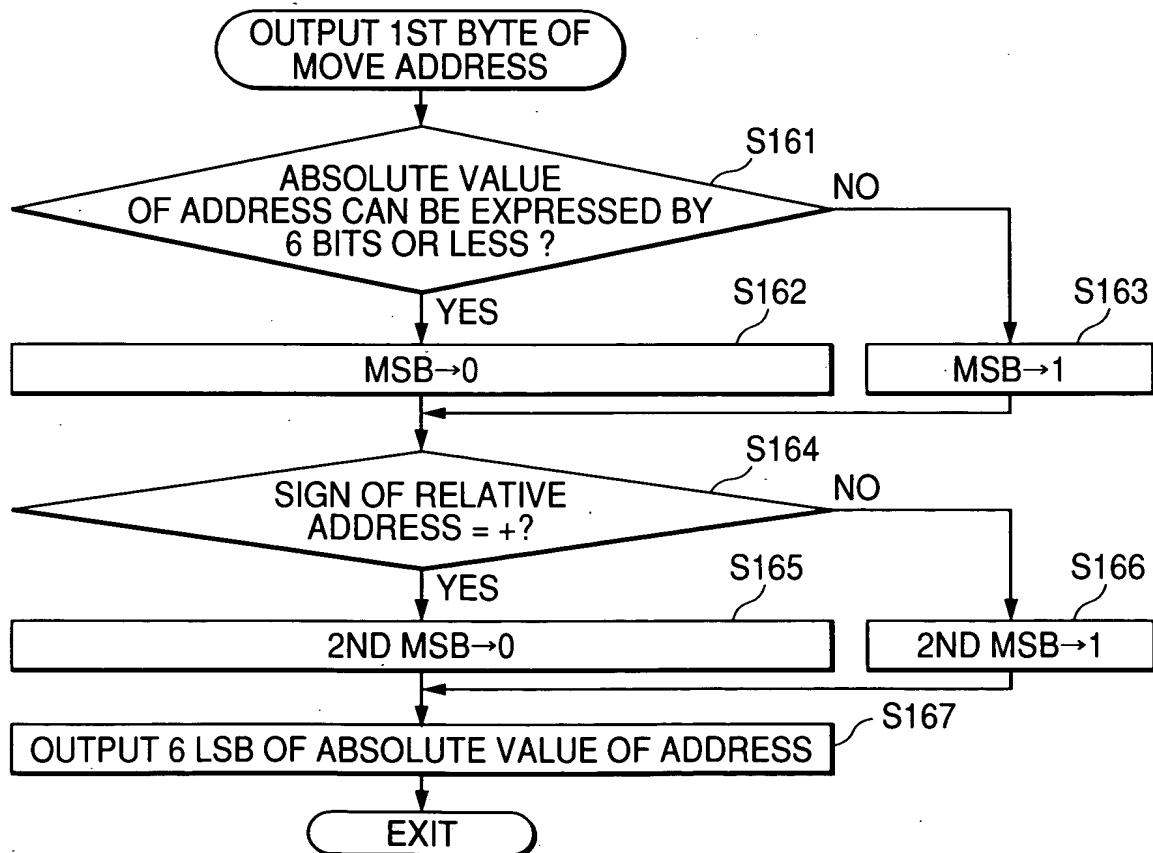 OUTPUT 1ST BYTE OF
MOVE ADDRESS
S161
ABSOLUTE VALUE
OF ADDRESS CAN BE EXPRESSED BY
6 BITS OR LESS ?
NO
YES
S162
S163
MSB→0
MSB→1
S164
SIGN OF RELATIVE
ADDRESS = +?
NO
YES
S165
S166
2ND MSB→0
2ND MSB→1
S167
OUTPUT 6 LSB OF ABSOLUTE VALUE OF ADDRESS
EXIT